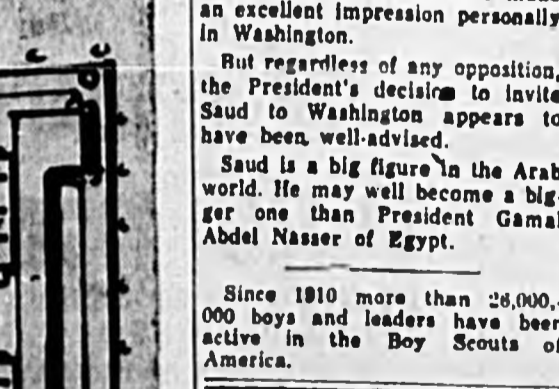 an excellent impression personally
in Washington.
But regardless of any opposition,
the President's decision to invite
Saud to Washington appears to
have been well-advised.
Saud is a big figure in the Arab
world. He may well become a big-
ger one than President Gamal
Abdel Nasser of Egypt.
Since 1910 more than 26,000,-
000 boys and leaders have been
active in the Boy Scouts of
America.